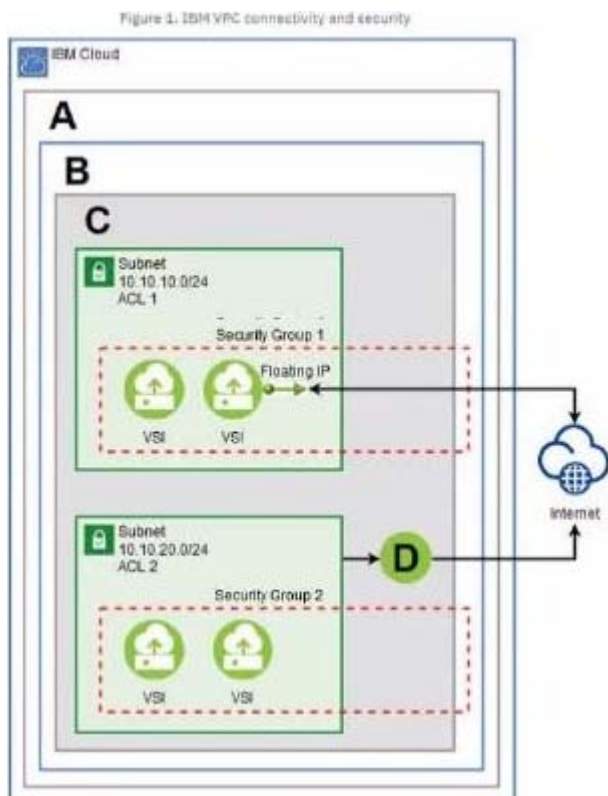 Figure 1. IBM VPC connectivity and security
IBM Cloud
A
B
C
Subnet
10.10.10.0/24
ACL 1
Security Group 1
Floating IP
VSI
VSI
Internet
Subnet
10.10.20.0/24
ACL 2
D
Security Group 2
VSI
VSI